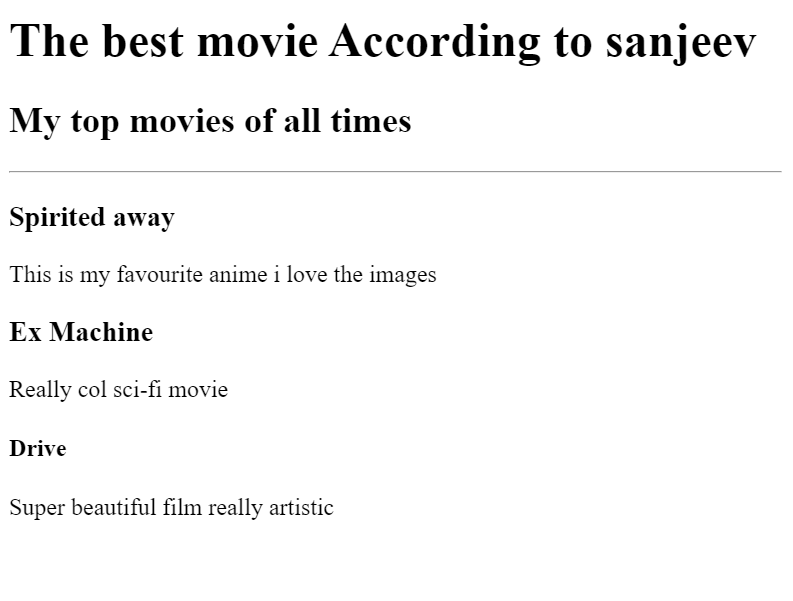 The best movie According to sanjeev
My top movies of all times
Spirited away
This is my favourite anime i love the images
Ex Machine
Really col sci-fi movie
Drive
Super beautiful film really artistic